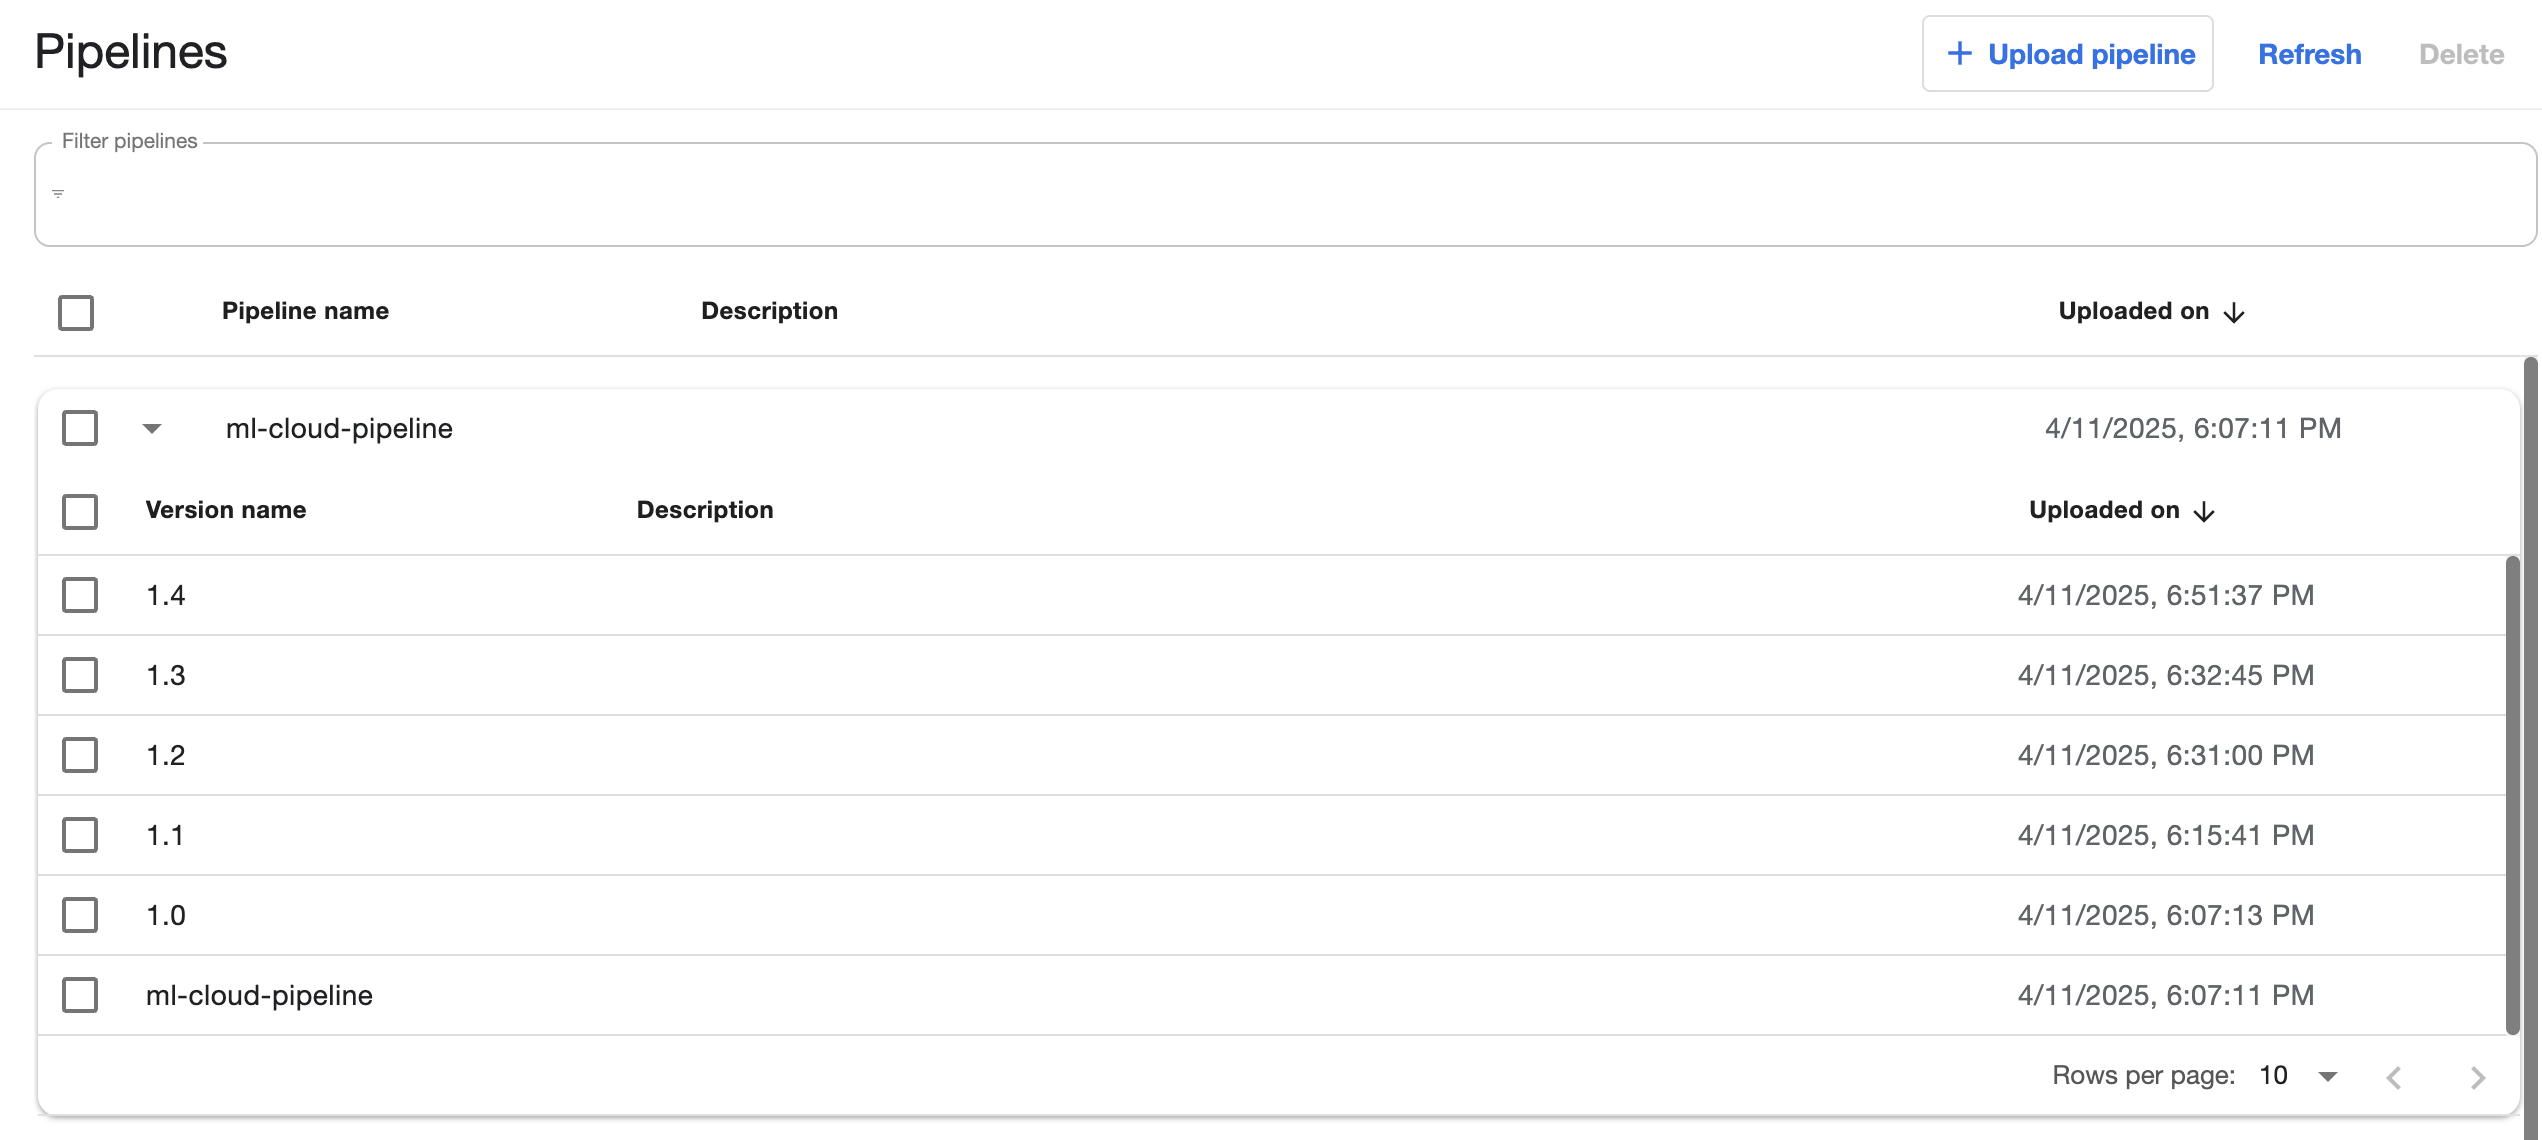 Pipelines
+ Upload pipeline Refresh Delete
Filter pipelines
Pipeline name Description Uploaded on
ml-cloud-pipeline 4/11/2025, 6:07:11 PM
Version name Description Uploaded on
1.4 4/11/2025, 6:51:37 PM
1.3 4/11/2025, 6:32:45 PM
1.2 4/11/2025, 6:31:00 PM
1.1 4/11/2025, 6:15:41 PM
1.0 4/11/2025, 6:07:13 PM
ml-cloud-pipeline 4/11/2025, 6:07:11 PM
Rows per page: 10